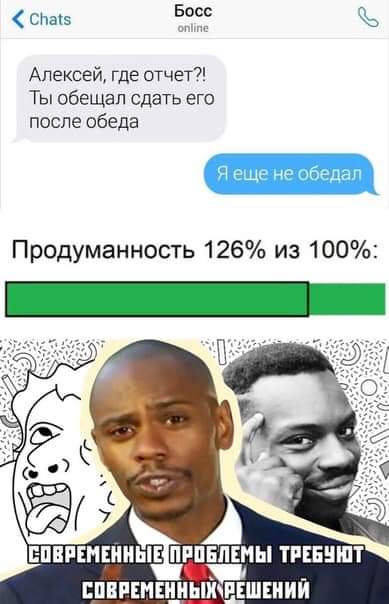 Chats
Босс
online
Алексей, где отчет?!
Ты обещал сдать его
после обеда
Я еще не обедал
Продуманность 126% из 100%:
СОВРЕМЕННЫЕ ПРОБЛЕМЫ ТРЕБУЮТ
СОВРЕМЕННЫХ РЕШЕНИЙ